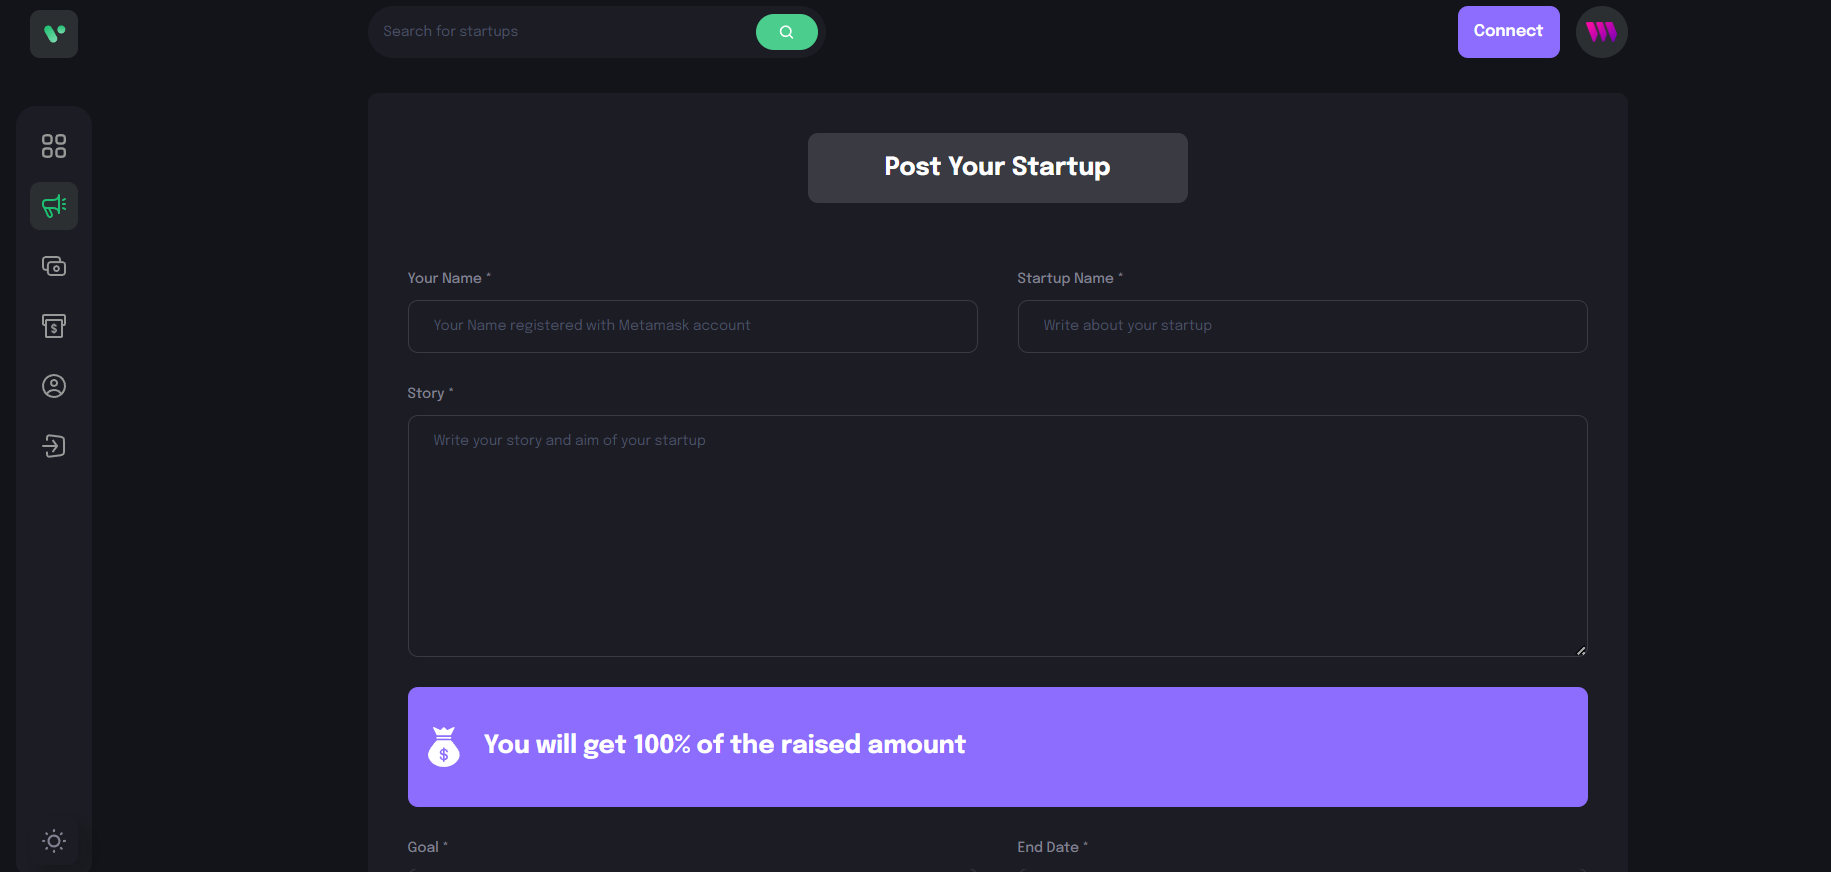 Search for startups
Connect
Post Your Startup
Your Name *
Startup Name *
Your Name registered with Metamask account
Write about your startup
Story *
Write your story and aim of your startup
$
$
You will get 100% of the raised amount
Goal *
End Date *